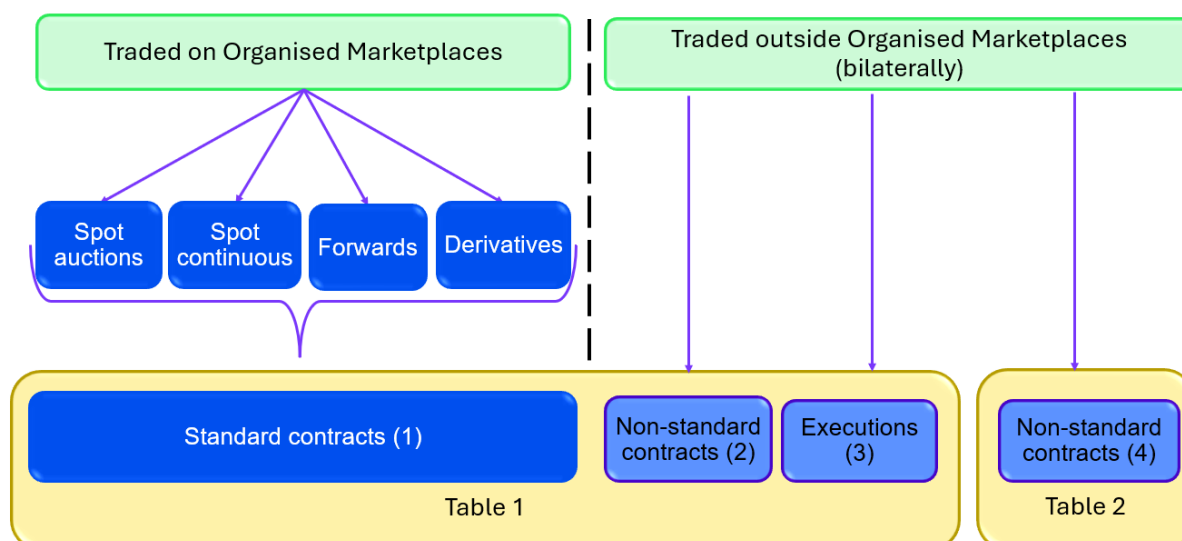 Traded on Organised Marketplaces
Traded outside Organised Marketplaces
(bilaterally)
Spot
auctions
Spot
continuous
Forwards
Derivatives
Standard contracts (1)
Non-standard
contracts (2)
Executions
(3)
Non-standard
contracts (4)
Table 1
Table 2